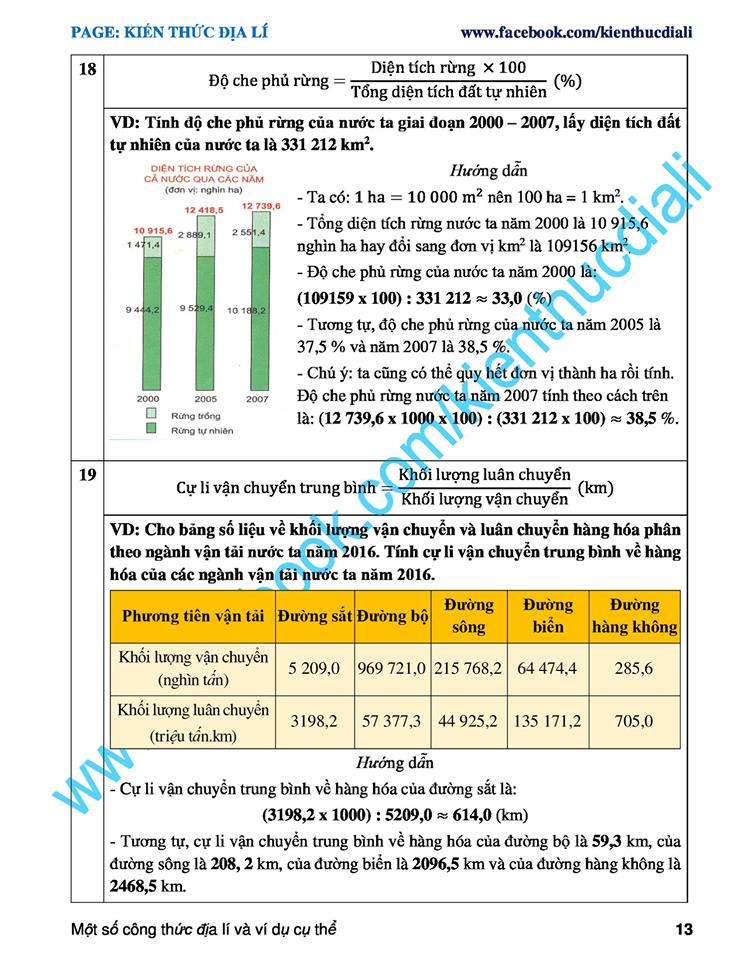 PAGE: KIẾN THỨC ĐỊA LÍ
www.facebook.com/kienthucdiali
18
Độ che phủ rừng = Diện tích rừng × 100 / Tổng diện tích đất tự nhiên (%)
VD: Tính độ che phủ rừng của nước ta giai đoạn 2000 – 2007, lấy diện tích đất
tự nhiên của nước ta là 331 212 km².
DIỆN TÍCH RỪNG CỦA
CẢ NƯỚC QUA CÁC NĂM
(đơn vị: nghìn ha)
10 915,6
12 418,5
12 739,6
1 471,4
2 889,1
2 551,4
9 444,2
9 529,4
10 188,2
2000
2005
2007
Rừng trồng
Rừng tự nhiên
Hướng dẫn
- Ta có: 1 ha = 10 000 m² nên 100 ha = 1 km².
- Tổng diện tích rừng nước ta năm 2000 là 10 915,6
nghìn ha hay đổi sang đơn vị km² là 109156 km².
- Độ che phủ rừng của nước ta năm 2000 là:
(109159 x 100) : 331 212 ≈ 33,0 (%)
- Tương tự, độ che phủ rừng của nước ta năm 2005 là
37,5 % và năm 2007 là 38,5 %.
- Chú ý: ta cũng có thể quy hết đơn vị thành ha rồi tính.
Độ che phủ rừng nước ta năm 2007 tính theo cách trên
là: (12 739,6 x 1000 x 100) : (331 212 x 100) ≈ 38,5 %.
19
Cự li vận chuyển trung bình = Khối lượng luân chuyển / Khối lượng vận chuyển (km)
VD: Cho bảng số liệu về khối lượng vận chuyển và luân chuyển hàng hóa phân
theo ngành vận tải nước ta năm 2016. Tính cự li vận chuyển trung bình về hàng
hóa của các ngành vận tải nước ta năm 2016.
Phương tiên vận tải Đường sắt Đường bộ Đường sông Đường biển Đường hàng không
Khối lượng vận chuyển (nghìn tấn) 5 209,0 969 721,0 215 768,2 64 474,4 285,6
Khối lượng luân chuyển (triệu tấn.km) 3198,2 57 377,3 44 925,2 135 171,2 705,0
Hướng dẫn
- Cự li vận chuyển trung bình về hàng hóa của đường sắt là:
(3198,2 x 1000) : 5209,0 ≈ 614,0 (km)
- Tương tự, cự li vận chuyển trung bình về hàng hóa của đường bộ là 59,3 km, của
đường sông là 208, 2 km, của đường biển là 2096,5 km và của đường hàng không là
2468,5 km.
Một số công thức địa lí và ví dụ cụ thể
13
www.facebook.com/kienthucdiali